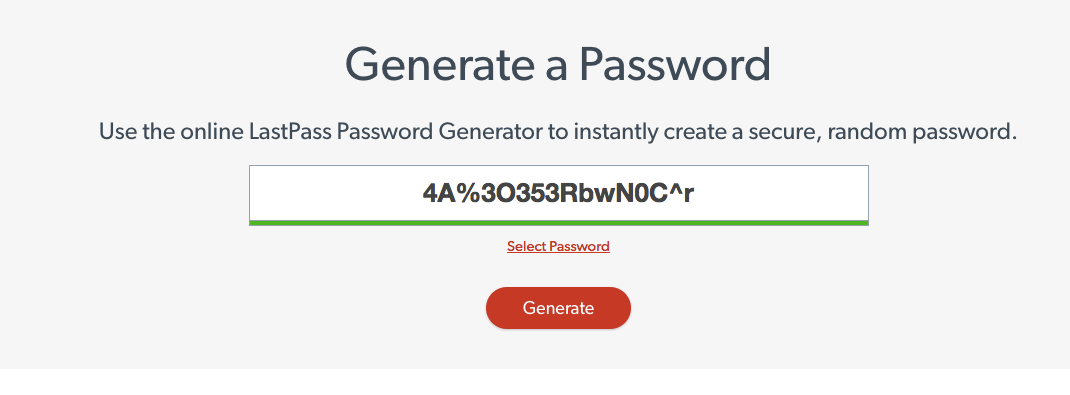 Generate a Password
Use the online LastPass Password Generator to instantly create a secure, random password.
4A%3O353RbwN0C^r
Select Password
Generate